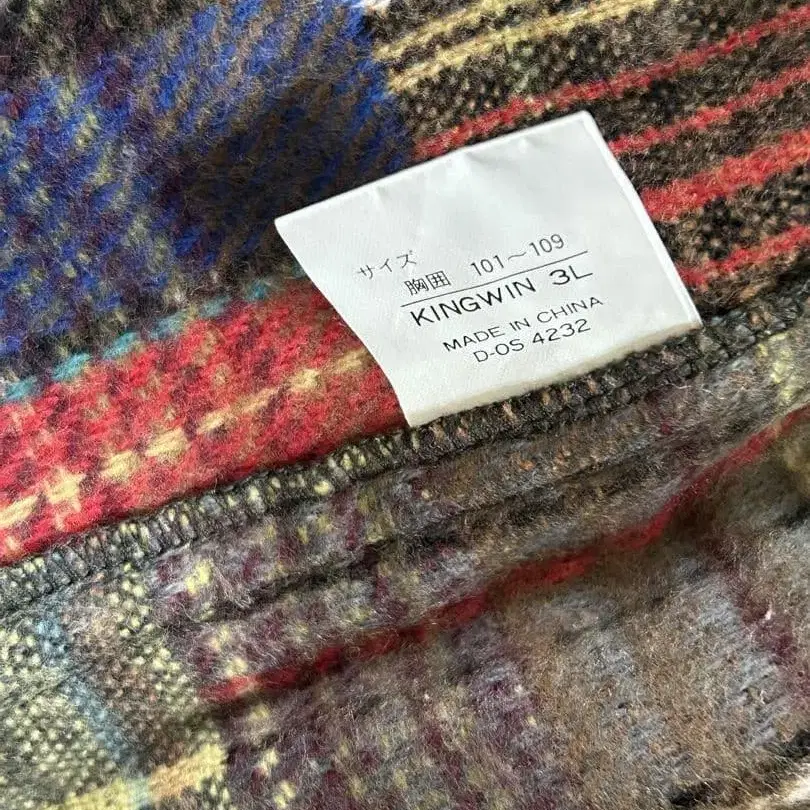 サイズ
胸囲 101～109
KINGWIN 3L
MADE IN CHINA
D-OS 4232